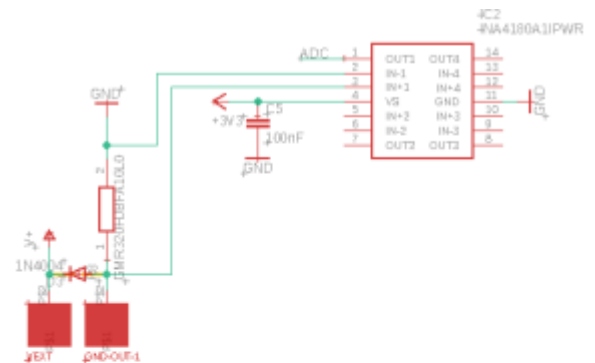 IC2
INA4180A1IPWR
ADC
1 OUT1 OUT4 14
2 IN-1 IN-4 13
3 IN+1 IN+4 12
4 VS GND 11
5 IN+2 IN+3 10
6 IN-2 IN-3 9
7 OUT2 OUT3 8
GND
GND
+3V3
C5
100nF
GND
2
1
V+
1N4004
VEXT
GND-OUT-1